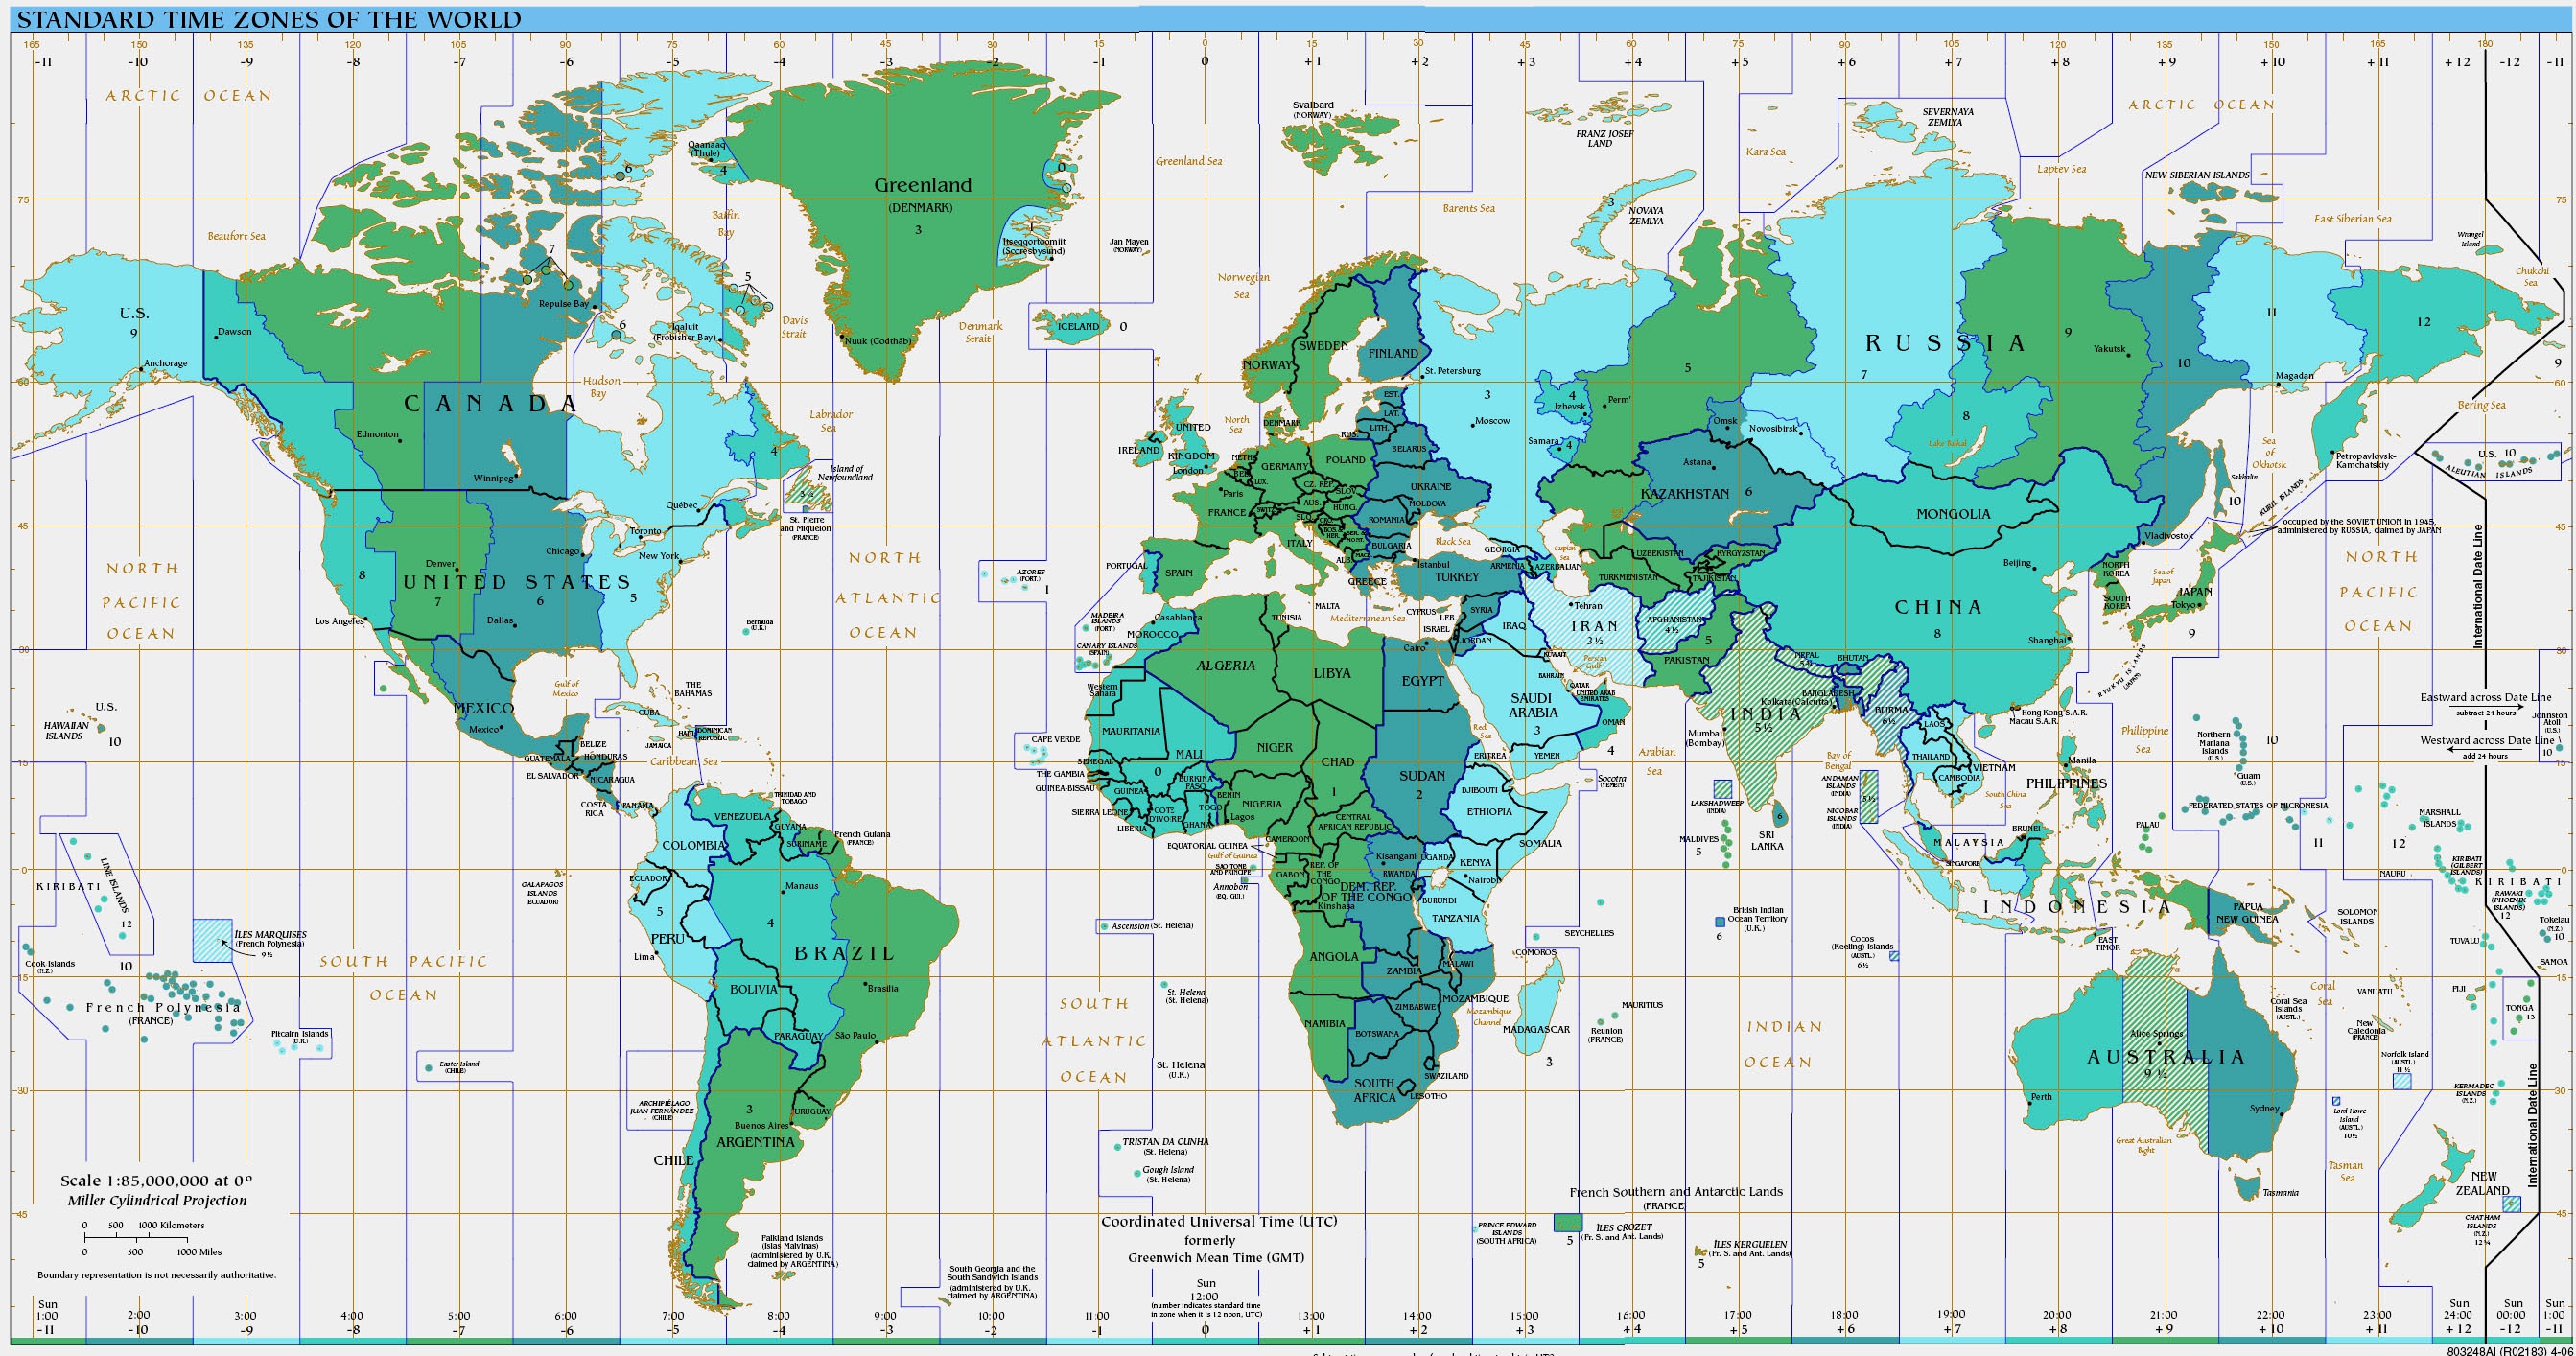 STANDARD TIME ZONES OF THE WORLD
165 150 135 120 105 90 75 60 45 30 15 0 15 30 45 60 75 90 105 120 135 150 165 180
-11 -10 -9 -8 -7 -6 -5 -4 -3 -2 -1 0 +1 +2 +3 +4 +5 +6 +7 +8 +9 +10 +11 +12 -12 -11
ARCTIC OCEAN
ARCTIC OCEAN
Svalbard
(NORWAY)
FRANZ JOSEF
LAND
SEVERNAYA
ZEMLYA
Greenland Sea
Kara Sea
Laptev Sea
NEW SIBERIAN ISLANDS
Qaanaaq
(Thule)
4
6
0
Greenland
(DENMARK)
3
75
75
Barents Sea
3
NOVAYA
ZEMLYA
East Siberian Sea
Beaufort Sea
Baffin
Bay
1
Itseqqortoormiit
(Scoresbysund)
Jan Mayen
(NORWAY)
Wrangel
Island
Chukchi
Sea
Norwegian
Sea
7
5
Repulse Bay
U.S.
9
Dawson
Anchorage
6
Iqaluit
(Frobisher Bay)
Davis
Strait
Nuuk (Godthåb)
Denmark
Strait
ICELAND
0
SWEDEN
FINLAND
NORWAY
St. Petersburg
RUSSIA
5
7
9
Yakutsk
10
11
12
Magadan
9
60
60
Hudson
Bay
CANADA
Labrador
Sea
4
Edmonton
Winnipeg
North
Sea
UNITED
KINGDOM
IRELAND
London
DENMARK
EST.
LAT.
LITH.
RUS.
BELARUS
3
Moscow
4
Izhevsk
Perm'
Samara
4
Omsk
Novosibirsk
8
Lake Baikal
Sea
of
Okhotsk
Bering Sea
Petropavlovsk-
Kamchatskiy
U.S. 10
ALEUTIAN ISLANDS
Island of
Newfoundland
3 ½
St. Pierre
and Miquelon
(FRANCE)
Québec
Toronto
New York
Chicago
NETH.
BEL.
LUX.
GERMANY
POLAND
CZ. REP.
SLOV.
Paris
FRANCE
SWITZ.
AUS.
HUNG.
UKRAINE
MOLDOVA
ROMANIA
BULGARIA
ITALY
ALB.
GREECE
Black Sea
Istanbul
TURKEY
GEORGIA
ARMENIA
AZERBAIJAN
Caspian
Sea
Astana
KAZAKHSTAN 6
UZBEKISTAN
KYRGYZSTAN
TURKMENISTAN
TAJIKISTAN
MONGOLIA
Sakhalin
10
KURIL ISLANDS
occupied by the SOVIET UNION in 1945,
administered by RUSSIA, claimed by JAPAN
Vladivostok
45
45
NORTH
PACIFIC
OCEAN
8
Denver
UNITED STATES
7
6
5
Los Angeles
Dallas
Bermuda
(U.K.)
NORTH
ATLANTIC
OCEAN
AZORES
(PORT.)
1
PORTUGAL
SPAIN
MADEIRA
ISLANDS
(PORT.)
Casablanca
MOROCCO
CANARY ISLANDS
(SPAIN)
TUNISIA
MALTA
Mediterranean Sea
CYPRUS
LEB.
ISRAEL
SYRIA
JORDAN
IRAQ
Tehran
IRAN
3 ½
AFGHANISTAN
4 ½
5
PAKISTAN
Beijing
NORTH
KOREA
SOUTH
KOREA
Sea of
Japan
JAPAN
Tokyo
9
CHINA
8
Shanghai
NORTH
PACIFIC
OCEAN
International Date Line
30
30
Cairo
KUWAIT
Persian
Gulf
BAHRAIN
QATAR
UNITED ARAB
EMIRATES
NEPAL
5 ¾
BHUTAN
BANGLADESH
RYUKYU ISLANDS
(JAPAN)
Eastward across Date Line
subtract 24 hours
Westward across Date Line
add 24 hours
Johnston
Atoll
(U.S.)
10
U.S.
HAWAIIAN
ISLANDS
10
MEXICO
Mexico
Gulf of
Mexico
THE
BAHAMAS
CUBA
HAITI
DOMINICAN
REPUBLIC
JAMAICA
Caribbean Sea
BELIZE
HONDURAS
GUATEMALA
EL SALVADOR
NICARAGUA
COSTA
RICA
PANAMA
TRINIDAD AND
TOBAGO
CAPE VERDE
Western
Sahara
ALGERIA
LIBYA
EGYPT
SAUDI
ARABIA
3
OMAN
4
YEMEN
Red
Sea
ERITREA
MAURITANIA
MALI
NIGER
CHAD
1
SUDAN
2
SENEGAL
THE GAMBIA
GUINEA-BISSAU
GUINEA
SIERRA LEONE
LIBERIA
0
BURKINA
FASO
CÔTE
D'IVOIRE
GHANA
TOGO
BENIN
NIGERIA
Lagos
CAMEROON
CENTRAL
AFRICAN REPUBLIC
DJIBOUTI
ETHIOPIA
SOMALIA
Arabian
Sea
Socotra
(YEMEN)
Mumbai
(Bombay)
Kolkata(Calcutta)
INDIA
5 ½
LAKSHADWEEP
(INDIA)
MALDIVES
5
6
SRI
LANKA
Bay of
Bengal
ANDAMAN
ISLANDS
(INDIA)
5½
NICOBAR
ISLANDS
(INDIA)
BURMA
6½
LAOS
THAILAND
VIETNAM
CAMBODIA
South China
Sea
Hong Kong S.A.R.
Macau S.A.R.
Philippine
Sea
Manila
PHILIPPINES
Northern
Mariana
Islands
(U.S.)
Guam
(U.S.)
10
FEDERATED STATES OF MICRONESIA
PALAU
MARSHALL
ISLANDS
11
12
15
15
VENEZUELA
GUYANA
SURINAME
French Guiana
(FRANCE)
COLOMBIA
ECUADOR
GALAPAGOS
ISLANDS
(ECUADOR)
PERU
5
Lima
Manaus
4
BRAZIL
Brasilia
São Paulo
BOLIVIA
PARAGUAY
EQUATORIAL GUINEA
Gulf of Guinea
SAO TOME
AND PRINCIPE
Annobon
(EQ. GUI.)
GABON
REP. OF
THE
CONGO
DEM. REP.
OF THE CONGO
Kinshasa
Kisangani
UGANDA
RWANDA
BURUNDI
KENYA
Nairobi
TANZANIA
SEYCHELLES
COMOROS
British Indian
Ocean Territory
(U.K.)
6
MALAYSIA
SINGAPORE
BRUNEI
INDONESIA
EAST
TIMOR
PAPUA
NEW GUINEA
SOLOMON
ISLANDS
NAURU
KIRIBATI
(GILBERT
ISLANDS)
KIRIBATI
RAWAKI
(PHOENIX
ISLANDS)
12
Tokelau
(N.Z.)
10
TUVALU
SAMOA
0
0
KIRIBATI
LINE ISLANDS
12
ÎLES MARQUISES
(French Polynesia)
9½
Cook Islands
(N.Z.)
10
French Polynesia
(FRANCE)
Pitcairn Islands
(U.K.)
SOUTH PACIFIC
OCEAN
Easter Island
(CHILE)
Ascension (St. Helena)
St. Helena
(St. Helena)
St. Helena
(U.K.)
SOUTH
ATLANTIC
OCEAN
ANGOLA
ZAMBIA
MALAWI
MOZAMBIQUE
Mozambique
Channel
ZIMBABWE
NAMIBIA
BOTSWANA
SOUTH
AFRICA
SWAZILAND
LESOTHO
MADAGASCAR
3
MAURITIUS
Reunion
(FRANCE)
INDIAN
OCEAN
Cocos
(Keeling) Islands
(AUSTL.)
6½
15
15
Coral
Sea
Coral Sea
Islands
(AUSTL.)
VANUATU
New
Caledonia
(FRANCE)
FIJI
TONGA
13
Alice Springs
AUSTRALIA
9 ½
Perth
Sydney
Great Australian
Bight
Norfolk Island
(AUSTL.)
11 ½
Lord Howe
Island
(AUSTL.)
10½
KERMADEC
ISLANDS
(N.Z.)
International Date Line
30
30
ARCHIPIÉLAGO
JUAN FERNÁNDEZ
(CHILE)
CHILE
3
Buenos Aires
ARGENTINA
URUGUAY
TRISTAN DA CUNHA
(St. Helena)
Gough Island
(St. Helena)
Tasman
Sea
Tasmania
NEW
ZEALAND
CHATHAM
ISLANDS
(N.Z.)
12 ¾
45
45
Scale 1:85,000,000 at 0°
Miller Cylindrical Projection
0 500 1000 Kilometers
0 500 1000 Miles
Boundary representation is not necessarily authoritative.
Falkland Islands
(Islas Malvinas)
(administered by U.K.
claimed by ARGENTINA)
South Georgia and the
South Sandwich Islands
(administered by U.K.
claimed by ARGENTINA)
Coordinated Universal Time (UTC)
formerly
Greenwich Mean Time (GMT)
Sun
12:00
(number indicates standard time
in zone when it is 12 noon, UTC)
French Southern and Antarctic Lands
(FRANCE)
PRINCE EDWARD
ISLANDS
(SOUTH AFRICA)
5
ÎLES CROZET
(Fr. S. and Ant. Lands)
ÎLES KERGUELEN
(Fr. S. and Ant. Lands)
5
Sun Sun Sun Sun
1:00 2:00 3:00 4:00 5:00 6:00 7:00 8:00 9:00 10:00 11:00 13:00 14:00 15:00 16:00 17:00 18:00 19:00 20:00 21:00 22:00 23:00 24:00 00:00 1:00
-11 -10 -9 -8 -7 -6 -5 -4 -3 -2 -1 0 +1 +2 +3 +4 +5 +6 +7 +8 +9 +10 +11 +12 -12 -11
803248AI (R02183) 4-06